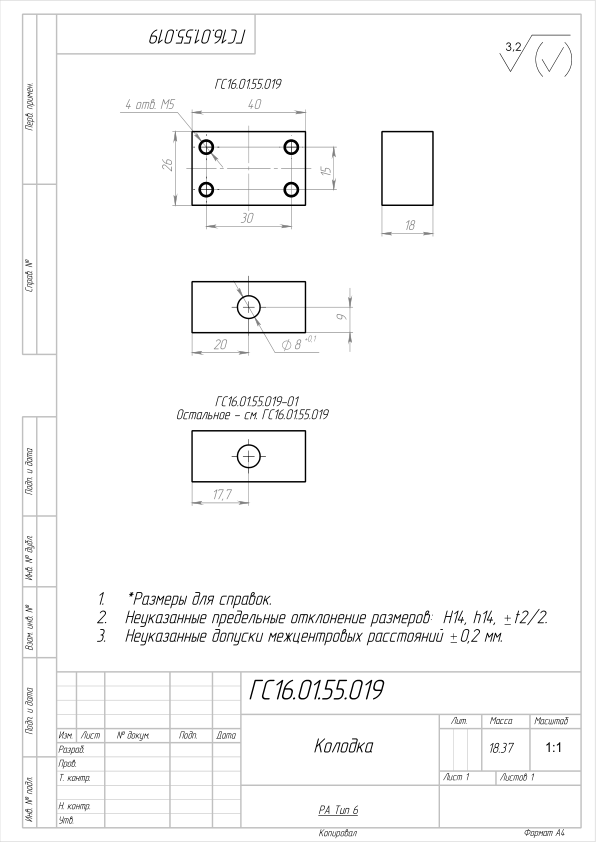 ГС16.01.55.019
3,2
Перв. примен.
ГС16.01.55.019
4 отв. М5
40
26
15
30
18
Справ. №
9
20
∅8 +0,1
ГС16.01.55.019-01
Остальное - см. ГС16.01.55.019
17,7
Подп. и дата
Инв. № дубл.
Взам. инв. №
Подп. и дата
Инв. № подл.
1. *Размеры для справок.
2. Неуказанные предельные отклонение размеров: H14, h14, ±t2/2.
3. Неуказанные допуски межцентровых расстояний ±0,2 мм.
ГС16.01.55.019
Изм. Лист № докум. Подп. Дата
Разраб.
Пров.
Т. контр.
Н. контр.
Утв.
Колодка
Лит. Масса Масштаб
18.37 1:1
Лист 1 Листов 1
РА Тип 6
Копировал Формат А4